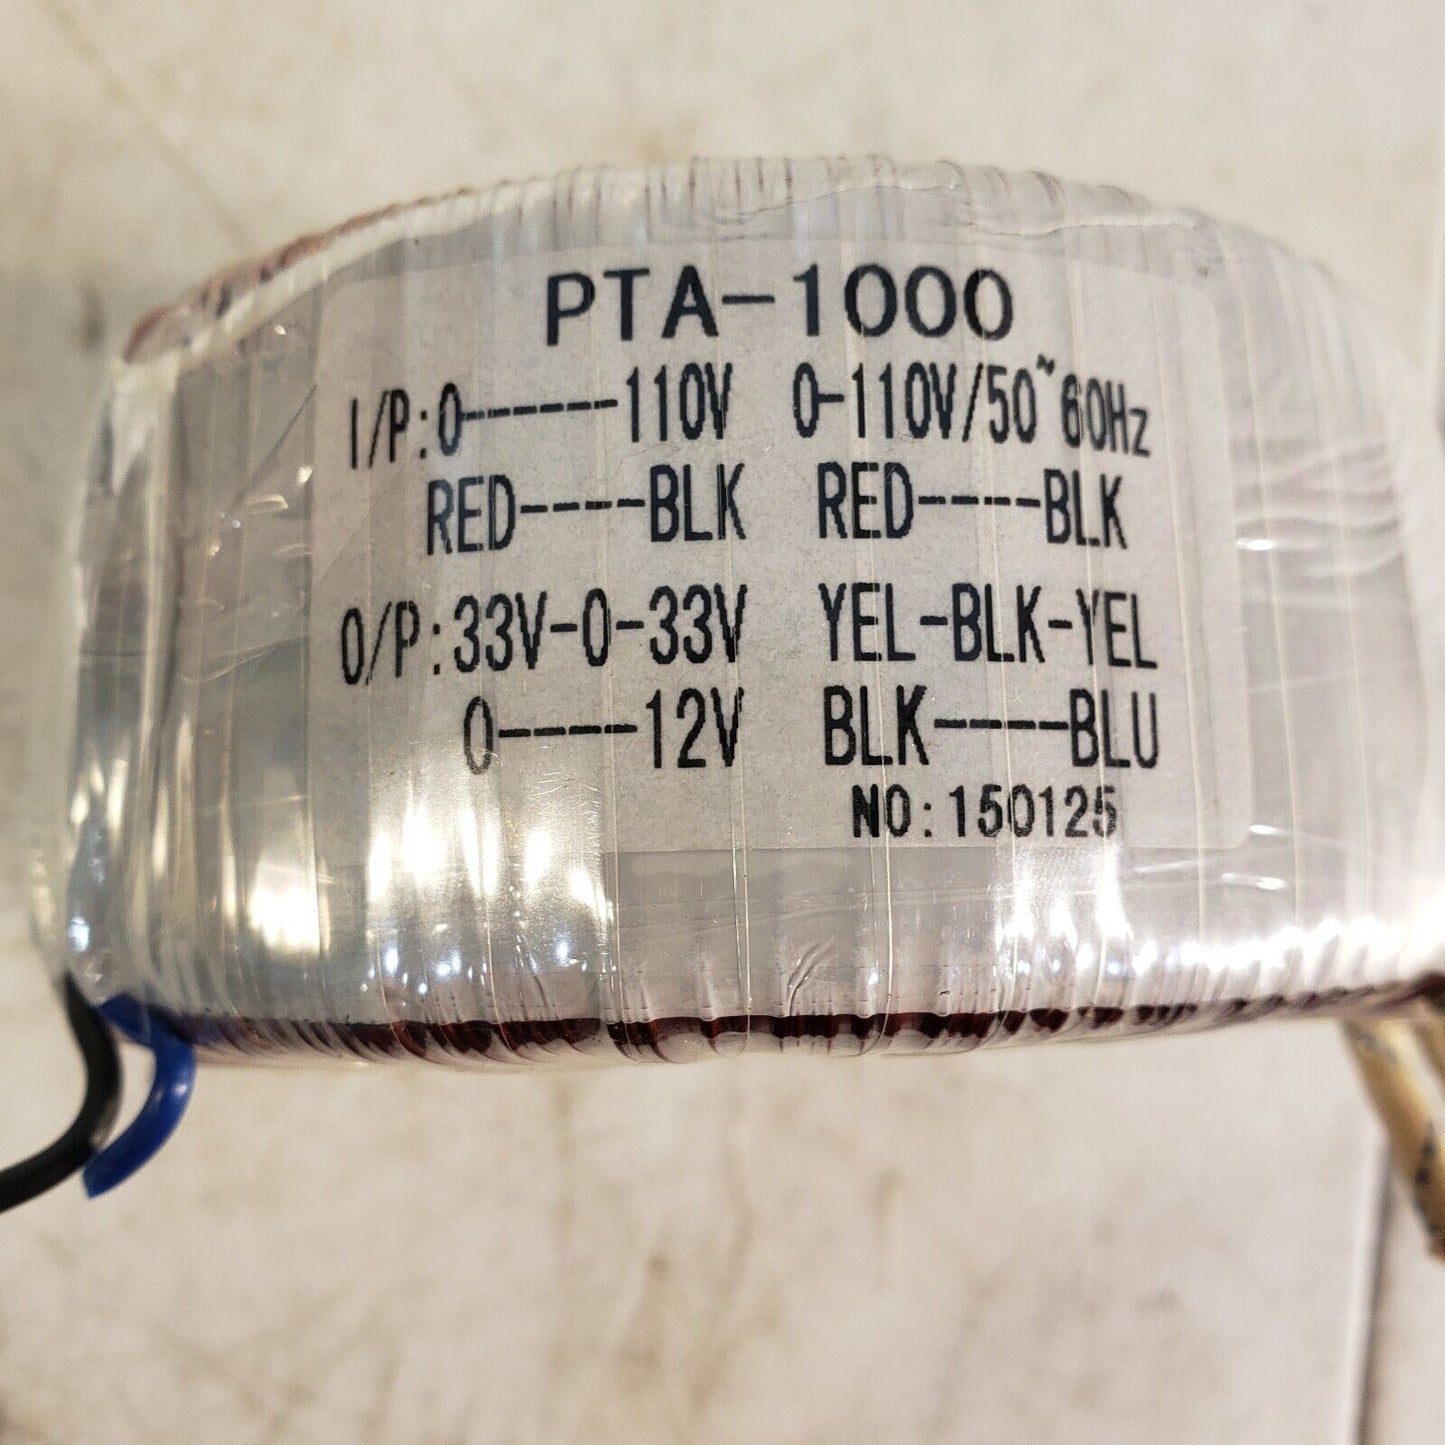 PTA-1000
I/P:0------110V 0-110V/50~60Hz
RED----BLK RED----BLK
O/P:33V-0-33V YEL-BLK-YEL
0-----12V BLK-----BLU
NO:150125